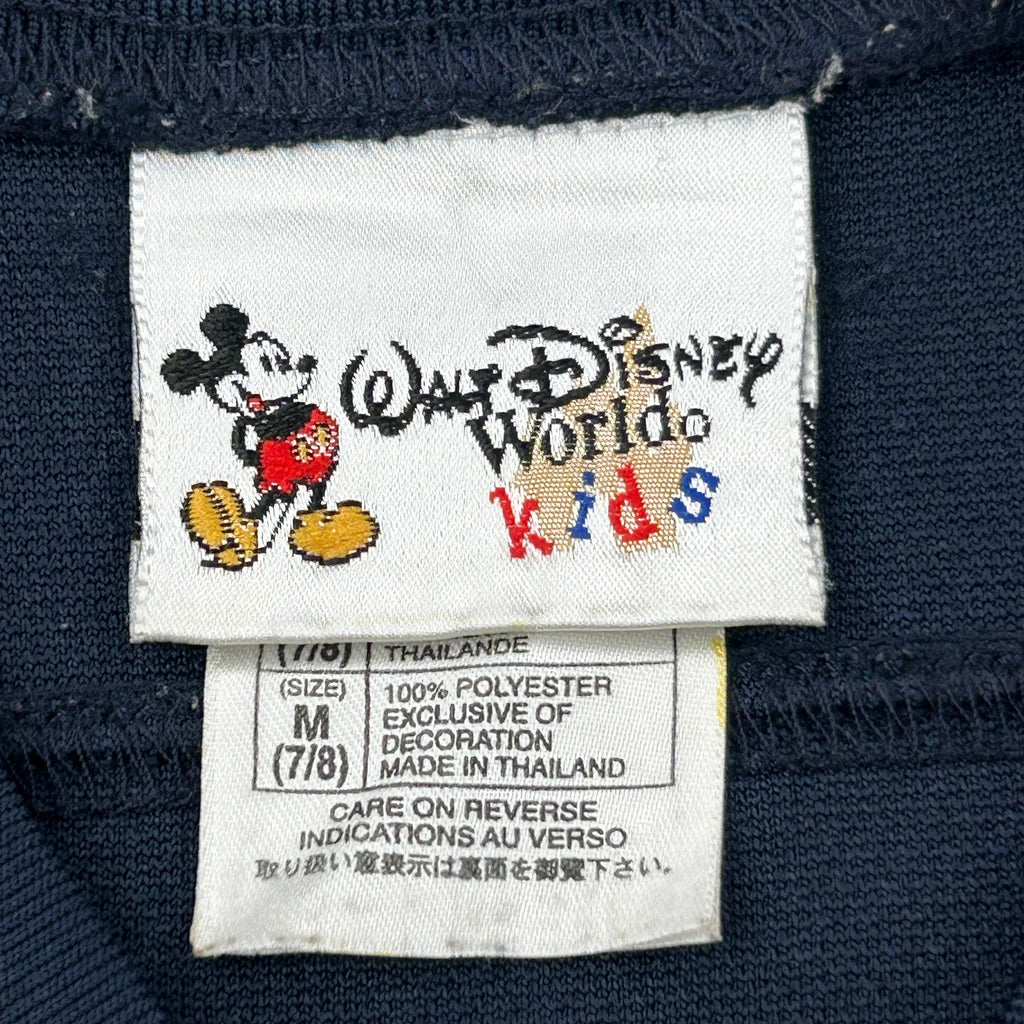 WALT DISNEY
World
kids
(7/8) THAÏLANDE
(SIZE) 100% POLYESTER
M EXCLUSIVE OF
DECORATION
(7/8) MADE IN THAILAND
CARE ON REVERSE
INDICATIONS AU VERSO
取り扱い表示は裏面を御覧下さい。